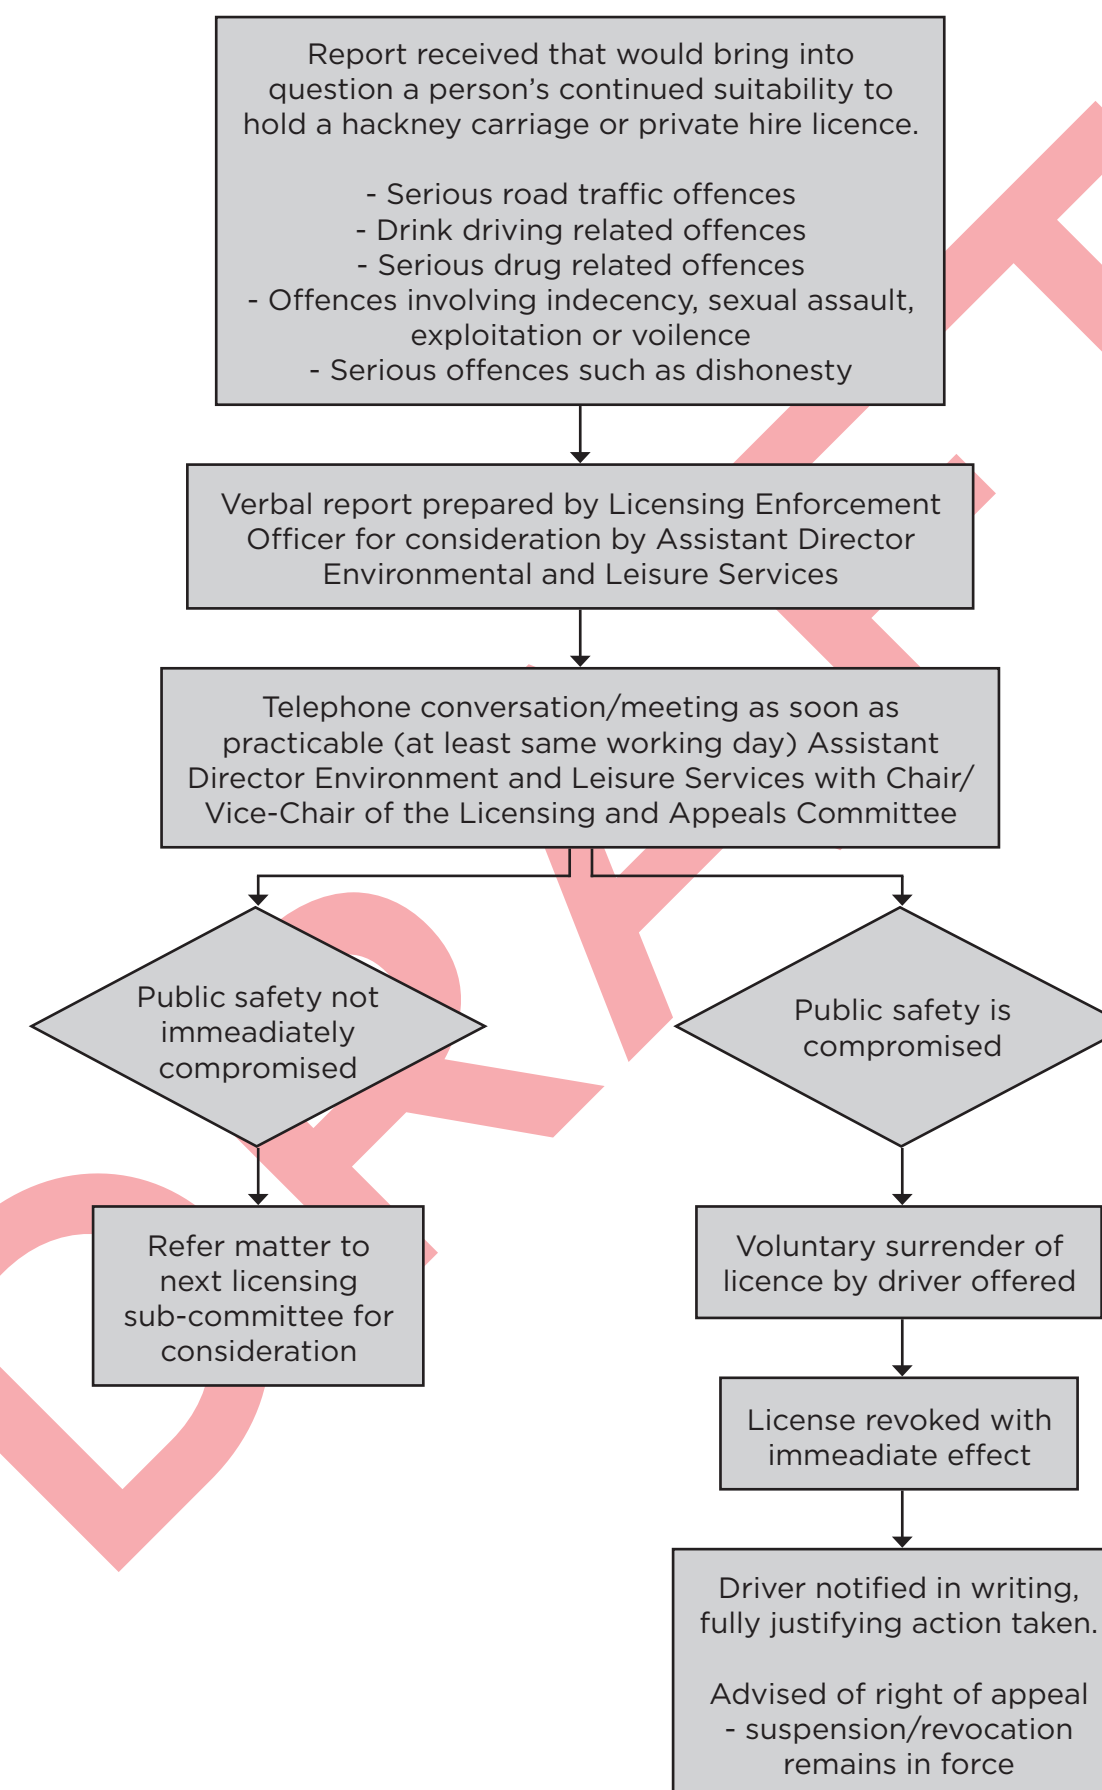 Report received that would bring into
question a person’s continued suitability to
hold a hackney carriage or private hire licence.
- Serious road traffic offences
- Drink driving related offences
- Serious drug related offences
- Offences involving indecency, sexual assault,
exploitation or voilence
- Serious offences such as dishonesty
Verbal report prepared by Licensing Enforcement
Officer for consideration by Assistant Director
Environmental and Leisure Services
Telephone conversation/meeting as soon as
practicable (at least same working day) Assistant
Director Environment and Leisure Services with Chair/
Vice-Chair of the Licensing and Appeals Committee
Public safety not
immeadiately
compromised
Public safety is
compromised
Refer matter to
next licensing
sub-committee for
consideration
Voluntary surrender of
licence by driver offered
License revoked with
immeadiate effect
Driver notified in writing,
fully justifying action taken.
Advised of right of appeal
- suspension/revocation
remains in force
DRAFT